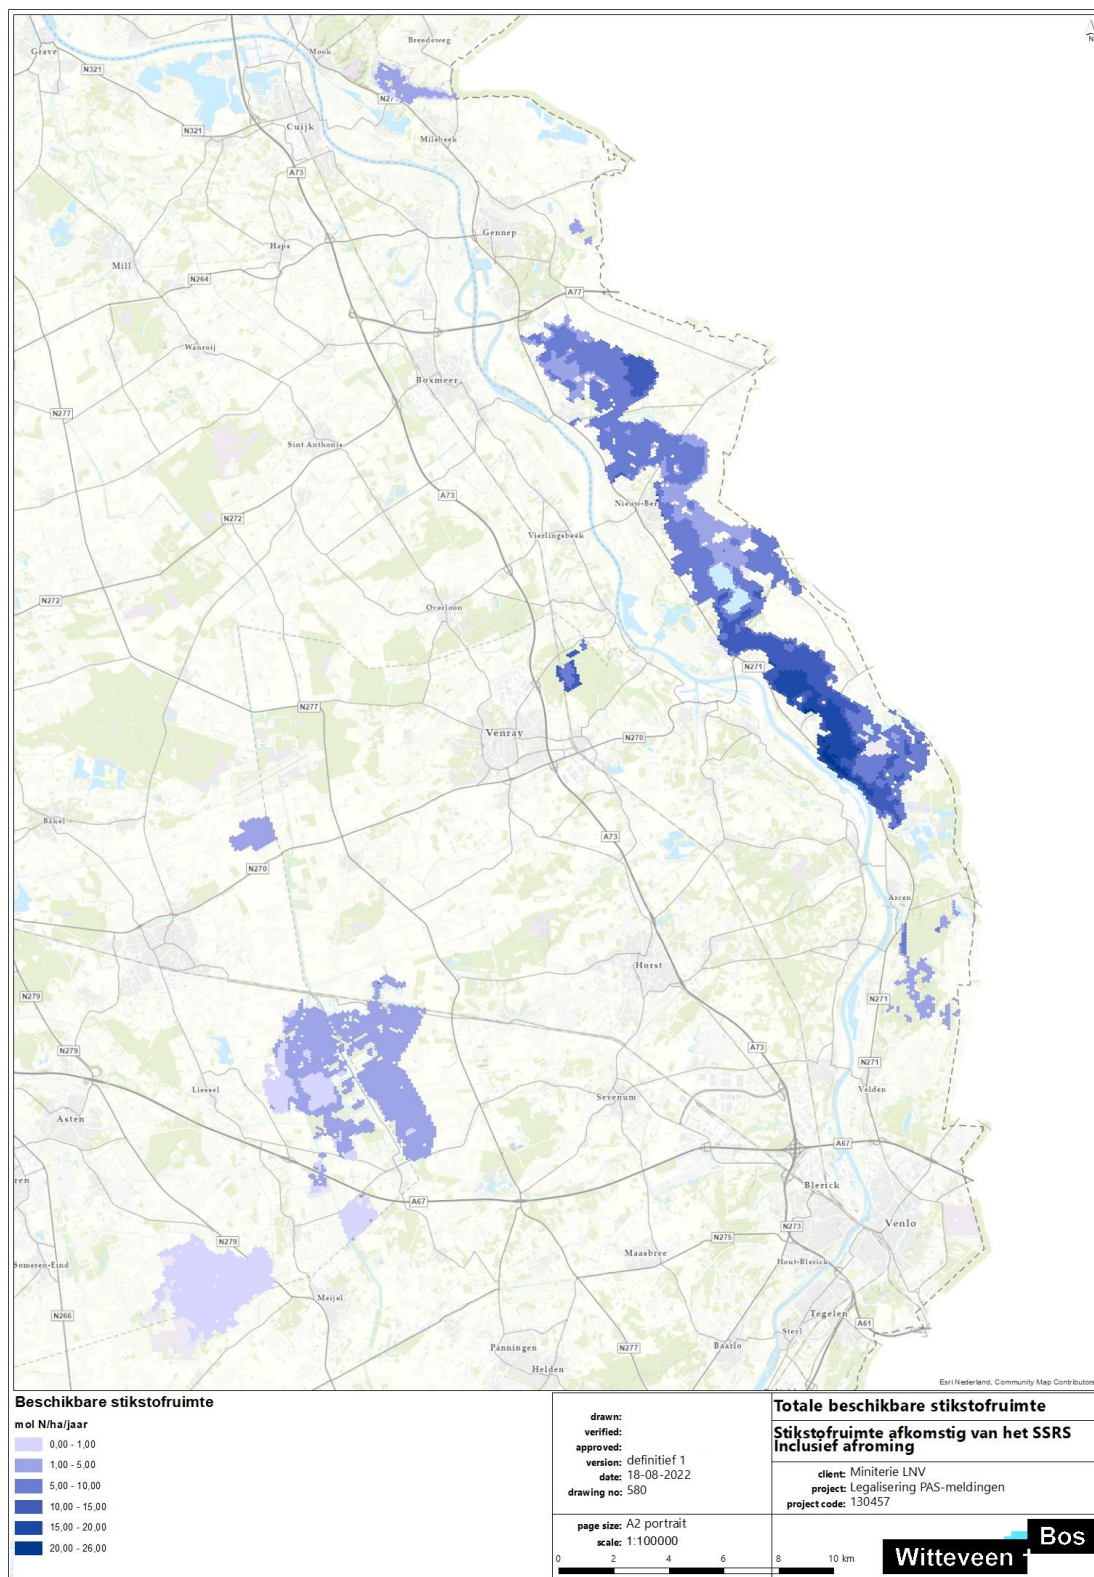 Breedeweg
Grave
Mook
N321
N27
Cuijk
N321
Milsbeek
A73
Gennep
Haps
Mill
N264
A77
Wanroij
Boxmeer
N277
Sint Anthonis
A73
Nieuw-Ber
N272
Vierlingsbeek
N272
Overloon
N271
N277
Venray
N270
Bakel
A73
N270
Arcen
Horst
N279
N271
A73
N279
N271
Liessel
Velden
Sevenum
Asten
A67
ren
Blerick
A67
Venlo
N273
N279
N275
Maasbree
Someren-Eind
Hout-Blerick
Meijel
N266
Tegelen
A61
Steyl
Panningen
N277
Baarlo
Helden
Esri Nederland, Community Map Contributors
Beschikbare stikstofruimte
mol N/ha/jaar
0,00 - 1,00
1,00 - 5,00
5,00 - 10,00
10,00 - 15,00
15,00 - 20,00
20,00 - 26,00
drawn:
verified:
approved:
version: definitief 1
date: 18-08-2022
drawing no: 580
page size: A2 portrait
scale: 1:100000
0 2 4 6 8 10 km
Totale beschikbare stikstofruimte
Stikstofruimte afkomstig van het SSRS
Inclusief afroming
client: Miniterie LNV
project: Legalisering PAS-meldingen
project code: 130457
Witteveen + Bos